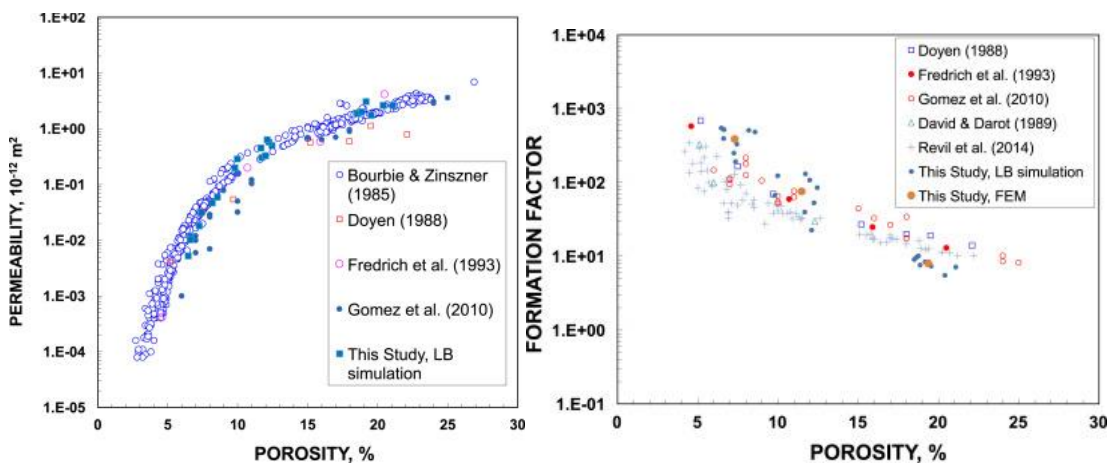 1.E+02
1.E+01
1.E+00
1.E-01
1.E-02
1.E-03
1.E-04
1.E-05
PERMEABILITY, 10⁻¹² m²
0 5 10 15 20 25 30
POROSITY, %
Bourbie & Zinszner
(1985)
Doyen (1988)
Fredrich et al. (1993)
Gomez et al. (2010)
This Study, LB
simulation
1.E+04
1.E+03
1.E+02
1.E+01
1.E+00
1.E-01
FORMATION FACTOR
0 5 10 15 20 25 30
POROSITY, %
Doyen (1988)
Fredrich et al. (1993)
Gomez et al. (2010)
David & Darot (1989)
Revil et al. (2014)
This Study, LB simulation
This Study, FEM